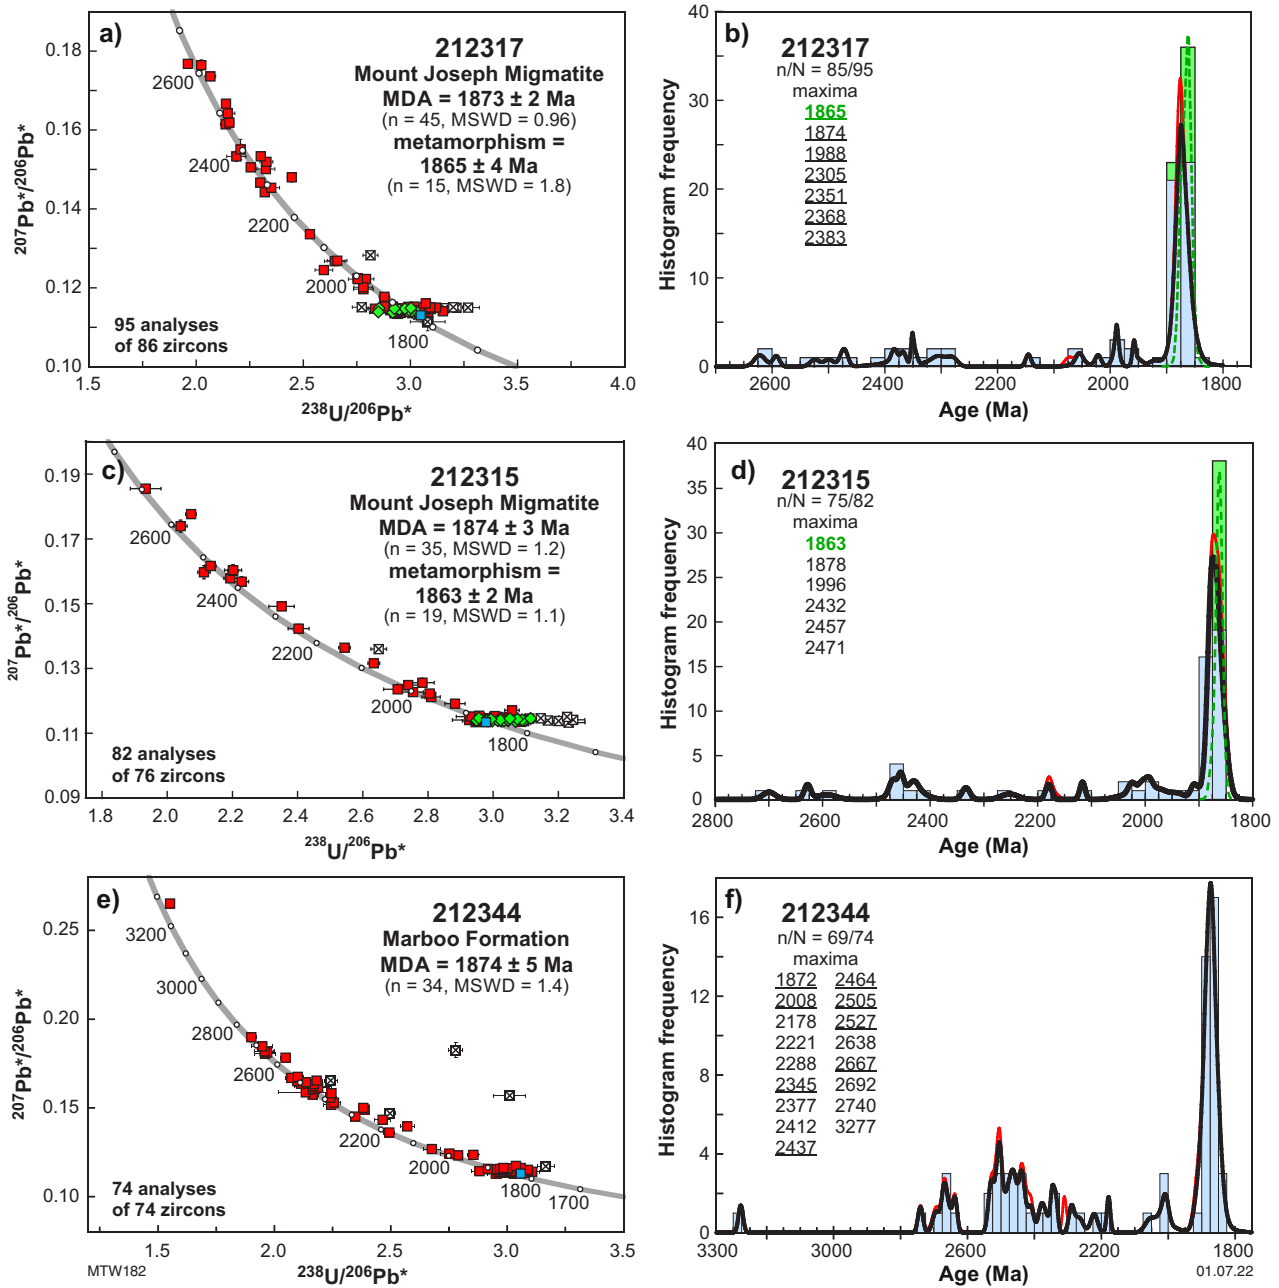 a)
212317
Mount Joseph Migmatite
MDA = 1873 ± 2 Ma
(n = 45, MSWD = 0.96)
metamorphism =
1865 ± 4 Ma
(n = 15, MSWD = 1.8)
0.18
0.16
0.14
0.12
0.10
207Pb*/206Pb*
2600
2400
2200
2000
1800
95 analyses
of 86 zircons
1.5 2.0 2.5 3.0 3.5 4.0
238U/206Pb*
b)
212317
n/N = 85/95
maxima
1865
1874
1988
2305
2351
2368
2383
Histogram frequency
40
30
20
10
0
2600 2400 2200 2000 1800
Age (Ma)
c)
212315
Mount Joseph Migmatite
MDA = 1874 ± 3 Ma
(n = 35, MSWD = 1.2)
metamorphism =
1863 ± 2 Ma
(n = 19, MSWD = 1.1)
0.19
0.17
0.15
0.13
0.11
0.09
207Pb*/206Pb*
2600
2400
2200
2000
1800
82 analyses
of 76 zircons
1.8 2.0 2.2 2.4 2.6 2.8 3.0 3.2 3.4
238U/206Pb*
d)
212315
n/N = 75/82
maxima
1863
1878
1996
2432
2457
2471
Histogram frequency
40
35
30
25
20
15
10
5
0
2800 2600 2400 2200 2000 1800
Age (Ma)
e)
212344
Marboo Formation
MDA = 1874 ± 5 Ma
(n = 34, MSWD = 1.4)
0.25
0.20
0.15
0.10
207Pb*/206Pb*
3200
3000
2800
2600
2200
2000
1800
1700
74 analyses
of 74 zircons
1.5 2.0 2.5 3.0 3.5
238U/206Pb*
MTW182
f)
212344
n/N = 69/74
maxima
1872 2464
2008 2505
2178 2527
2221 2638
2288 2667
2345 2692
2377 2740
2412 3277
2437
Histogram frequency
16
12
8
4
0
3300 3000 2600 2200 1800
Age (Ma)
01.07.22